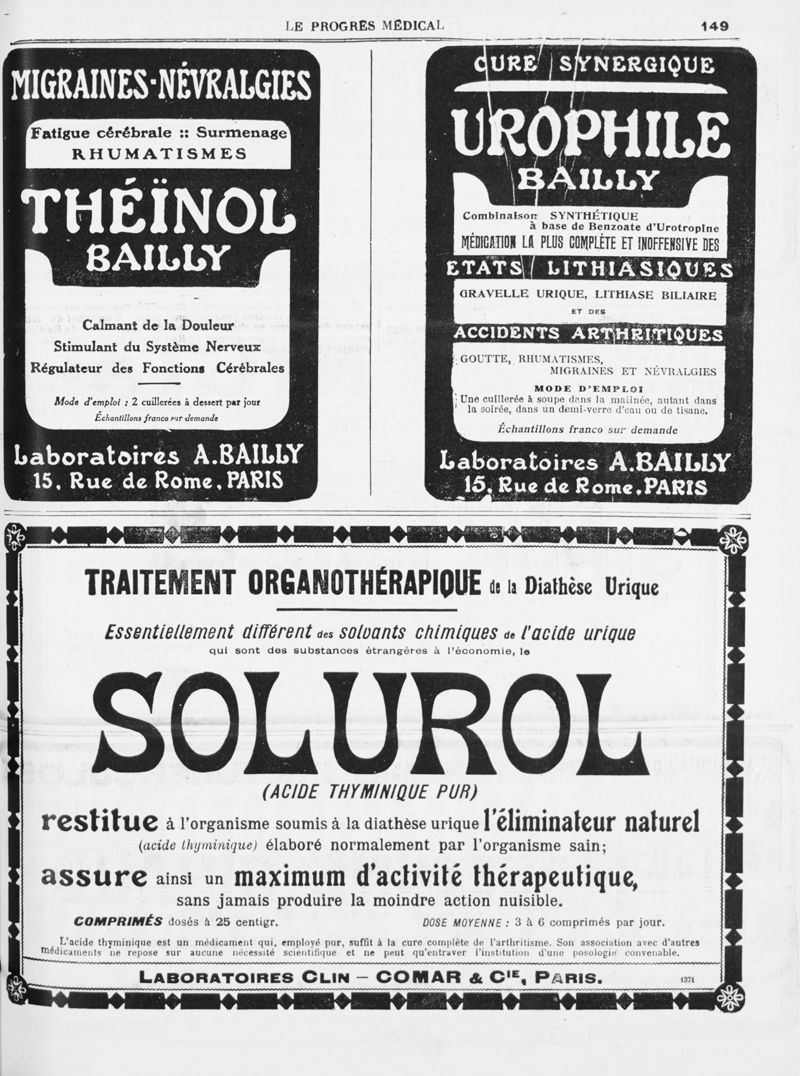 LE PROGRÈS MÉDICAL
149
MIGRAINES-NÉVRALGIES
Fatigue cérébrale :: Surmenage
RHUMATISMES
THÉÏNOL
BAILLY
Calmant de la Douleur
Stimulant du Système Nerveux
Régulateur des Fonctions Cérébrales
Mode d'emploi : 2 cuillerées à dessert par jour
Échantillons franco sur demande
Laboratoires A.BAILLY
15, Rue de Rome, PARIS
CURE SYNERGIQUE
UROPHILE
BAILLY
Combinaison SYNTHÉTIQUE
à base de Benzoate d'Urotropine
MÉDICATION LA PLUS COMPLÈTE ET INOFFENSIVE DES
ETATS LITHIASIQUES
GRAVELLE URIQUE, LITHIASE BILIAIRE
ET DES
ACCIDENTS ARTHRITIQUES
GOUTTE, RHUMATISMES,
MIGRAINES ET NÉVRALGIES
MODE D'EMPLOI
Une cuillerée à soupe dans la matinée, autant dans
la soirée, dans un demi-verre d'eau ou de tisane.
Échantillons franco sur demande
Laboratoires A.BAILLY
15, Rue de Rome, PARIS
TRAITEMENT ORGANOTHÉRAPIQUE de la Diathèse Urique
Essentiellement différent des solvants chimiques de l'acide urique
qui sont des substances étrangères à l'économie, le
SOLUROL
(ACIDE THYMINIQUE PUR)
restitue à l'organisme soumis à la diathèse urique l'éliminateur naturel
(acide thyminique) élaboré normalement par l'organisme sain;
assure ainsi un maximum d'activité thérapeutique,
sans jamais produire la moindre action nuisible.
COMPRIMÉS dosés à 25 centigr.
DOSE MOYENNE : 3 à 6 comprimés par jour.
L'acide thyminique est un médicament qui, employé pur, suffit à la cure complète de l'arthritisme. Son association avec d'autres
médicaments ne repose sur aucune nécessité scientifique et ne peut qu'entraver l'institution d'une posologie convenable.
LABORATOIRES CLIN — COMAR & Cie, PARIS.
1371